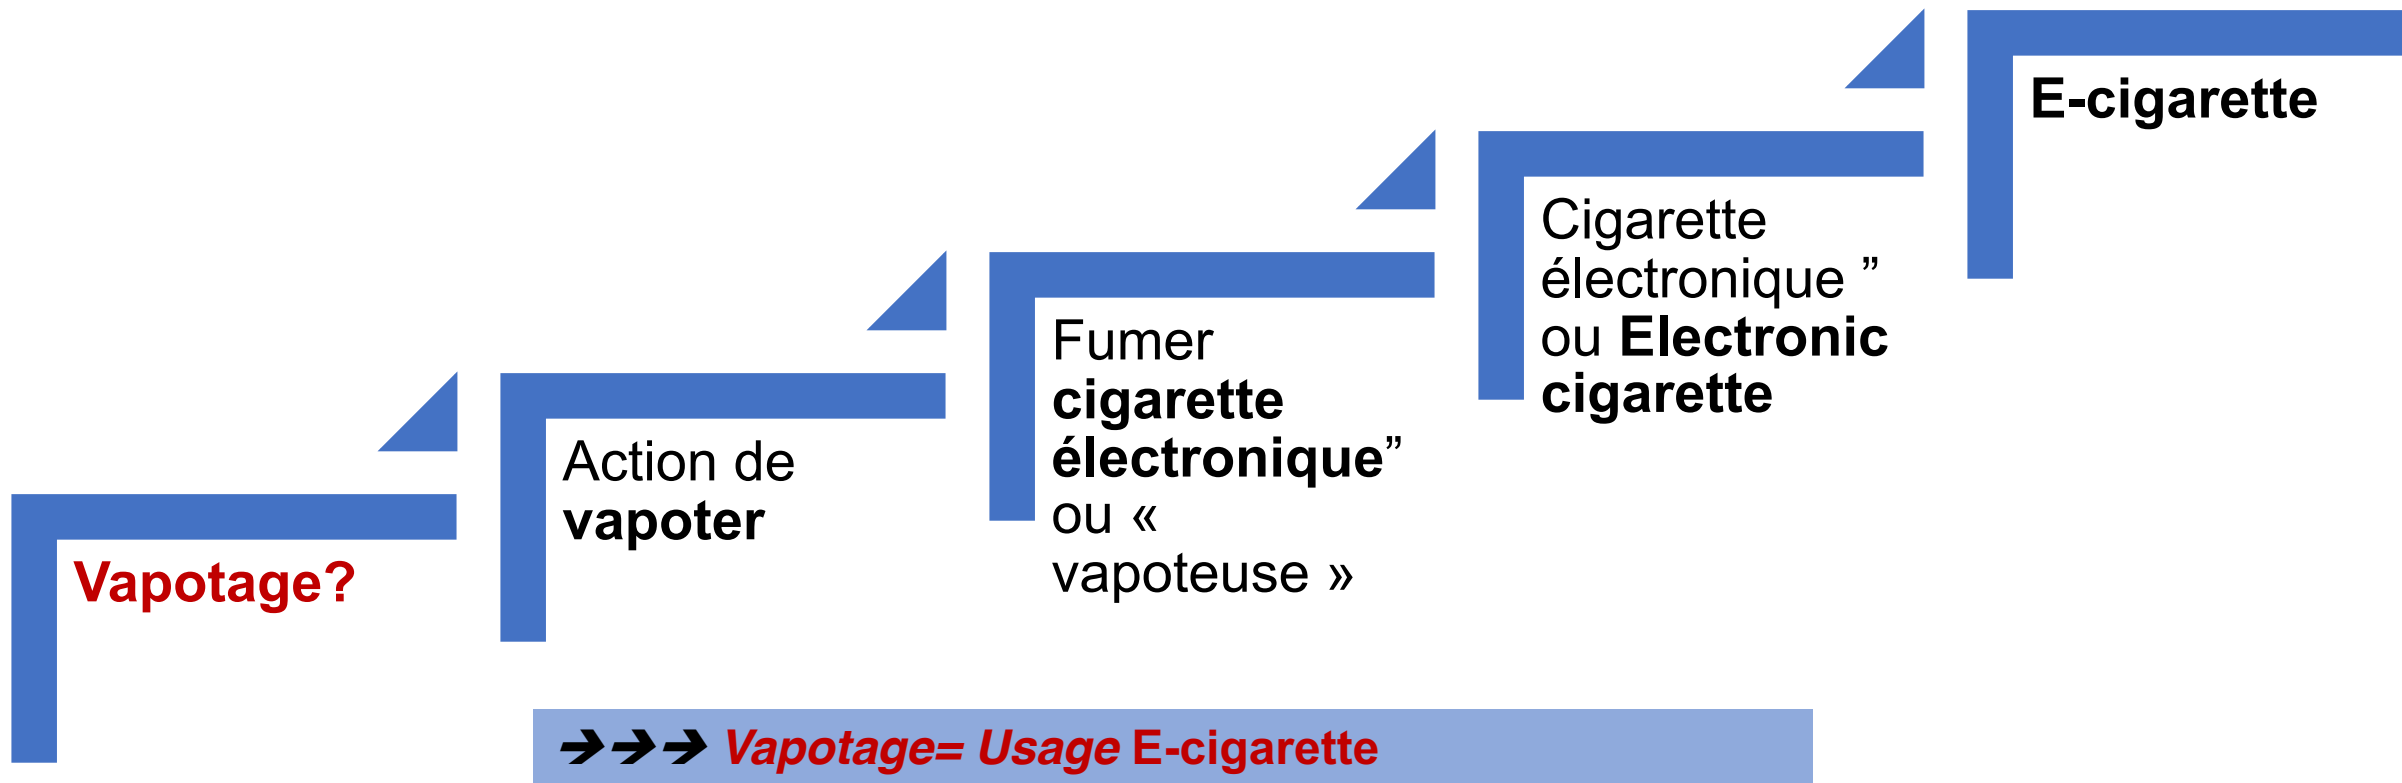 Vapotage?
Action de
vapoter
Fumer
cigarette
électronique”
ou «
vapoteuse »
Cigarette
électronique ”
ou Electronic
cigarette
E-cigarette
➔➔➔ Vapotage= Usage E-cigarette